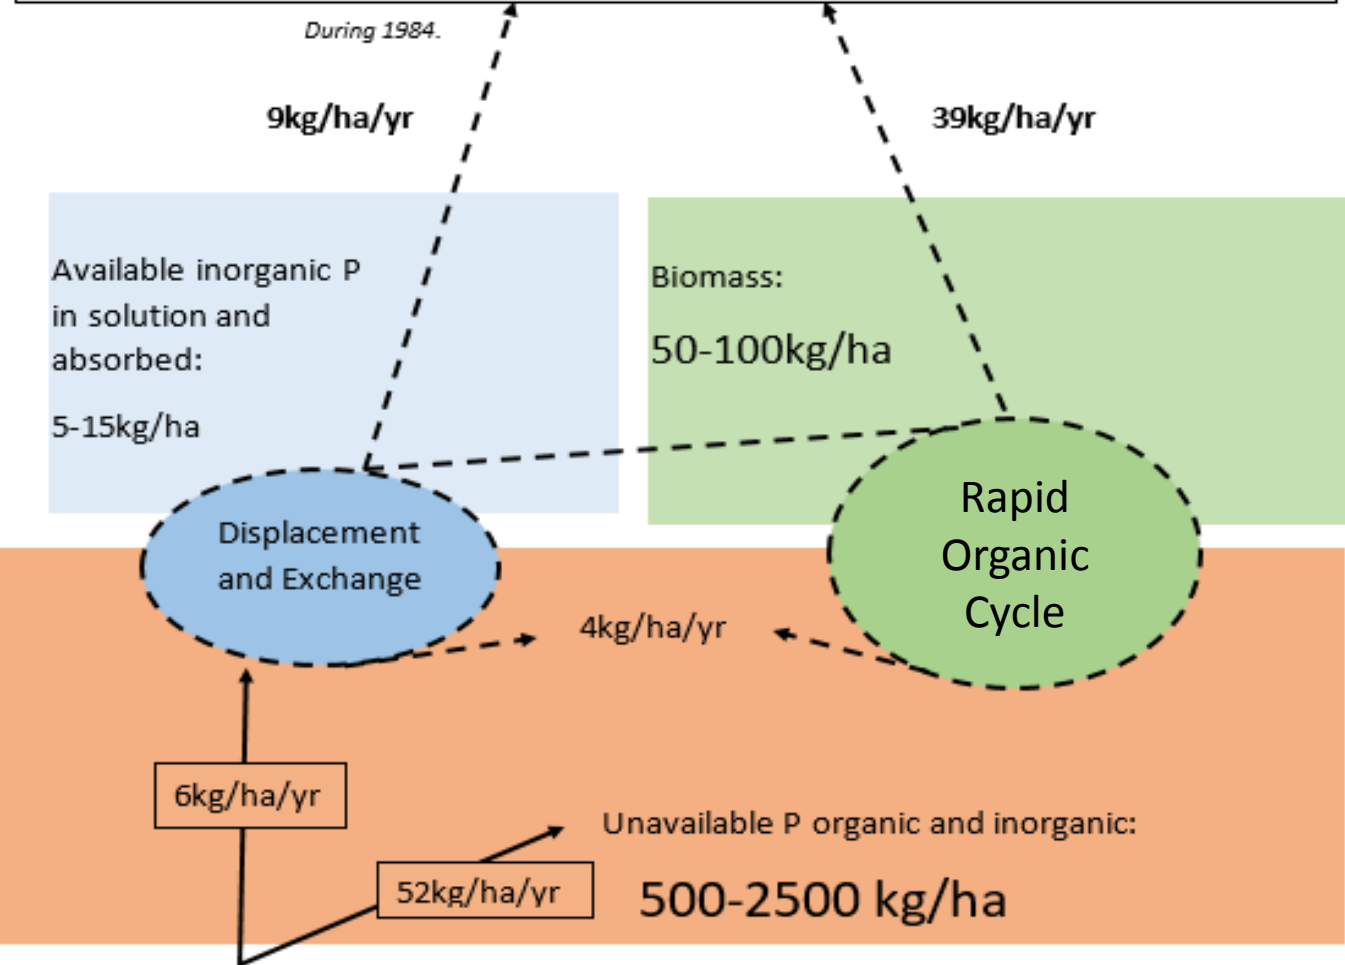 During 1984.
9kg/ha/yr
39kg/ha/yr
Available inorganic P
in solution and
absorbed:
5-15kg/ha
Biomass:
50-100kg/ha
Displacement
and Exchange
Rapid
Organic
Cycle
4kg/ha/yr
6kg/ha/yr
52kg/ha/yr
Unavailable P organic and inorganic:
500-2500 kg/ha